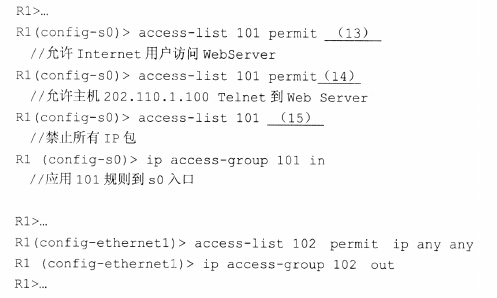 R1>…
R1(config-s0)> access-list 101 permit （13）
//允许 Internet 用户访问 WebServer
R1(config-s0)> access-list 101 permit（14）
//允许主机 202.110.1.100 Telnet 到 Web Server
R1(config-s0)> access-list 101 （15）
//禁止所有 IP 包
R1 (config-s0)> ip access-group 101 in
//应用 101 规则到 s0 入口
R1>…
R1(config-ethernet1)> access-list 102 permit ip any any
R1 (config-ethernet1)> ip access-group 102 out
R1>…